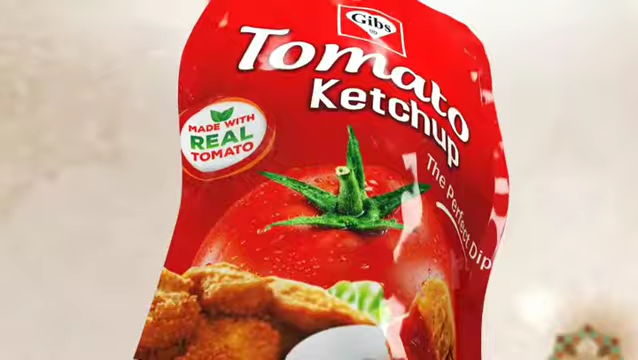 Gibs
Tomato
Ketchup
MADE WITH
REAL
TOMATO
The Perfect Dip